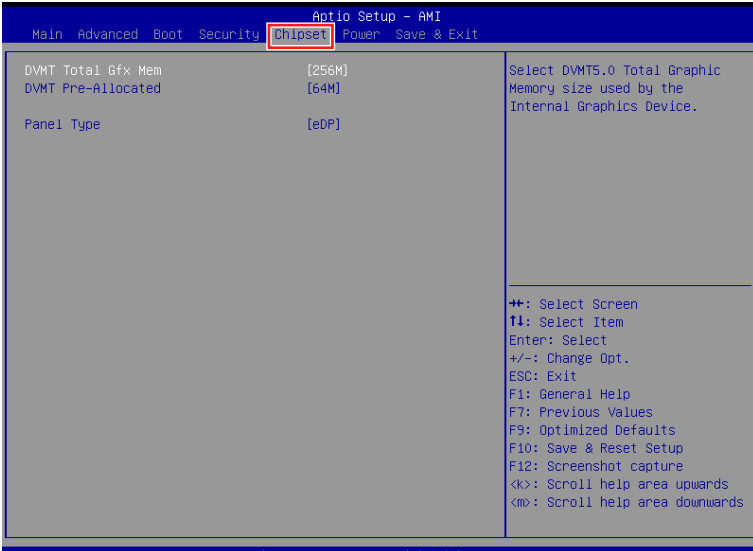 Aptio Setup – AMI
Main Advanced Boot Security Chipset Power Save & Exit
DVMT Total Gfx Mem [256M]
DVMT Pre-Allocated [64M]
Panel Type [eDP]
Select DVMT5.0 Total Graphic
Memory size used by the
Internal Graphics Device.
→←: Select Screen
↑↓: Select Item
Enter: Select
+/-: Change Opt.
ESC: Exit
F1: General Help
F7: Previous Values
F9: Optimized Defaults
F10: Save & Reset Setup
F12: Screenshot capture
<k>: Scroll help area upwards
<m>: Scroll help area downwards